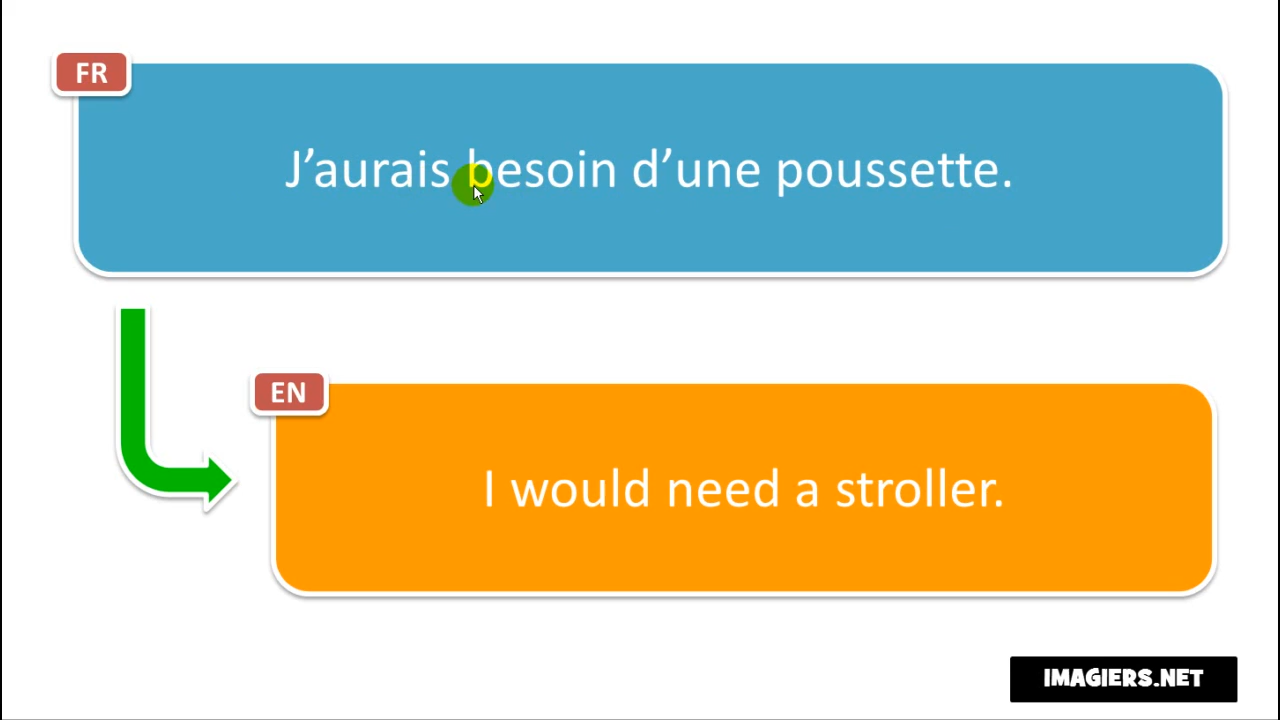 FR
J’aurais besoin d’une poussette.
EN
I would need a stroller.
IMAGIERS.NET